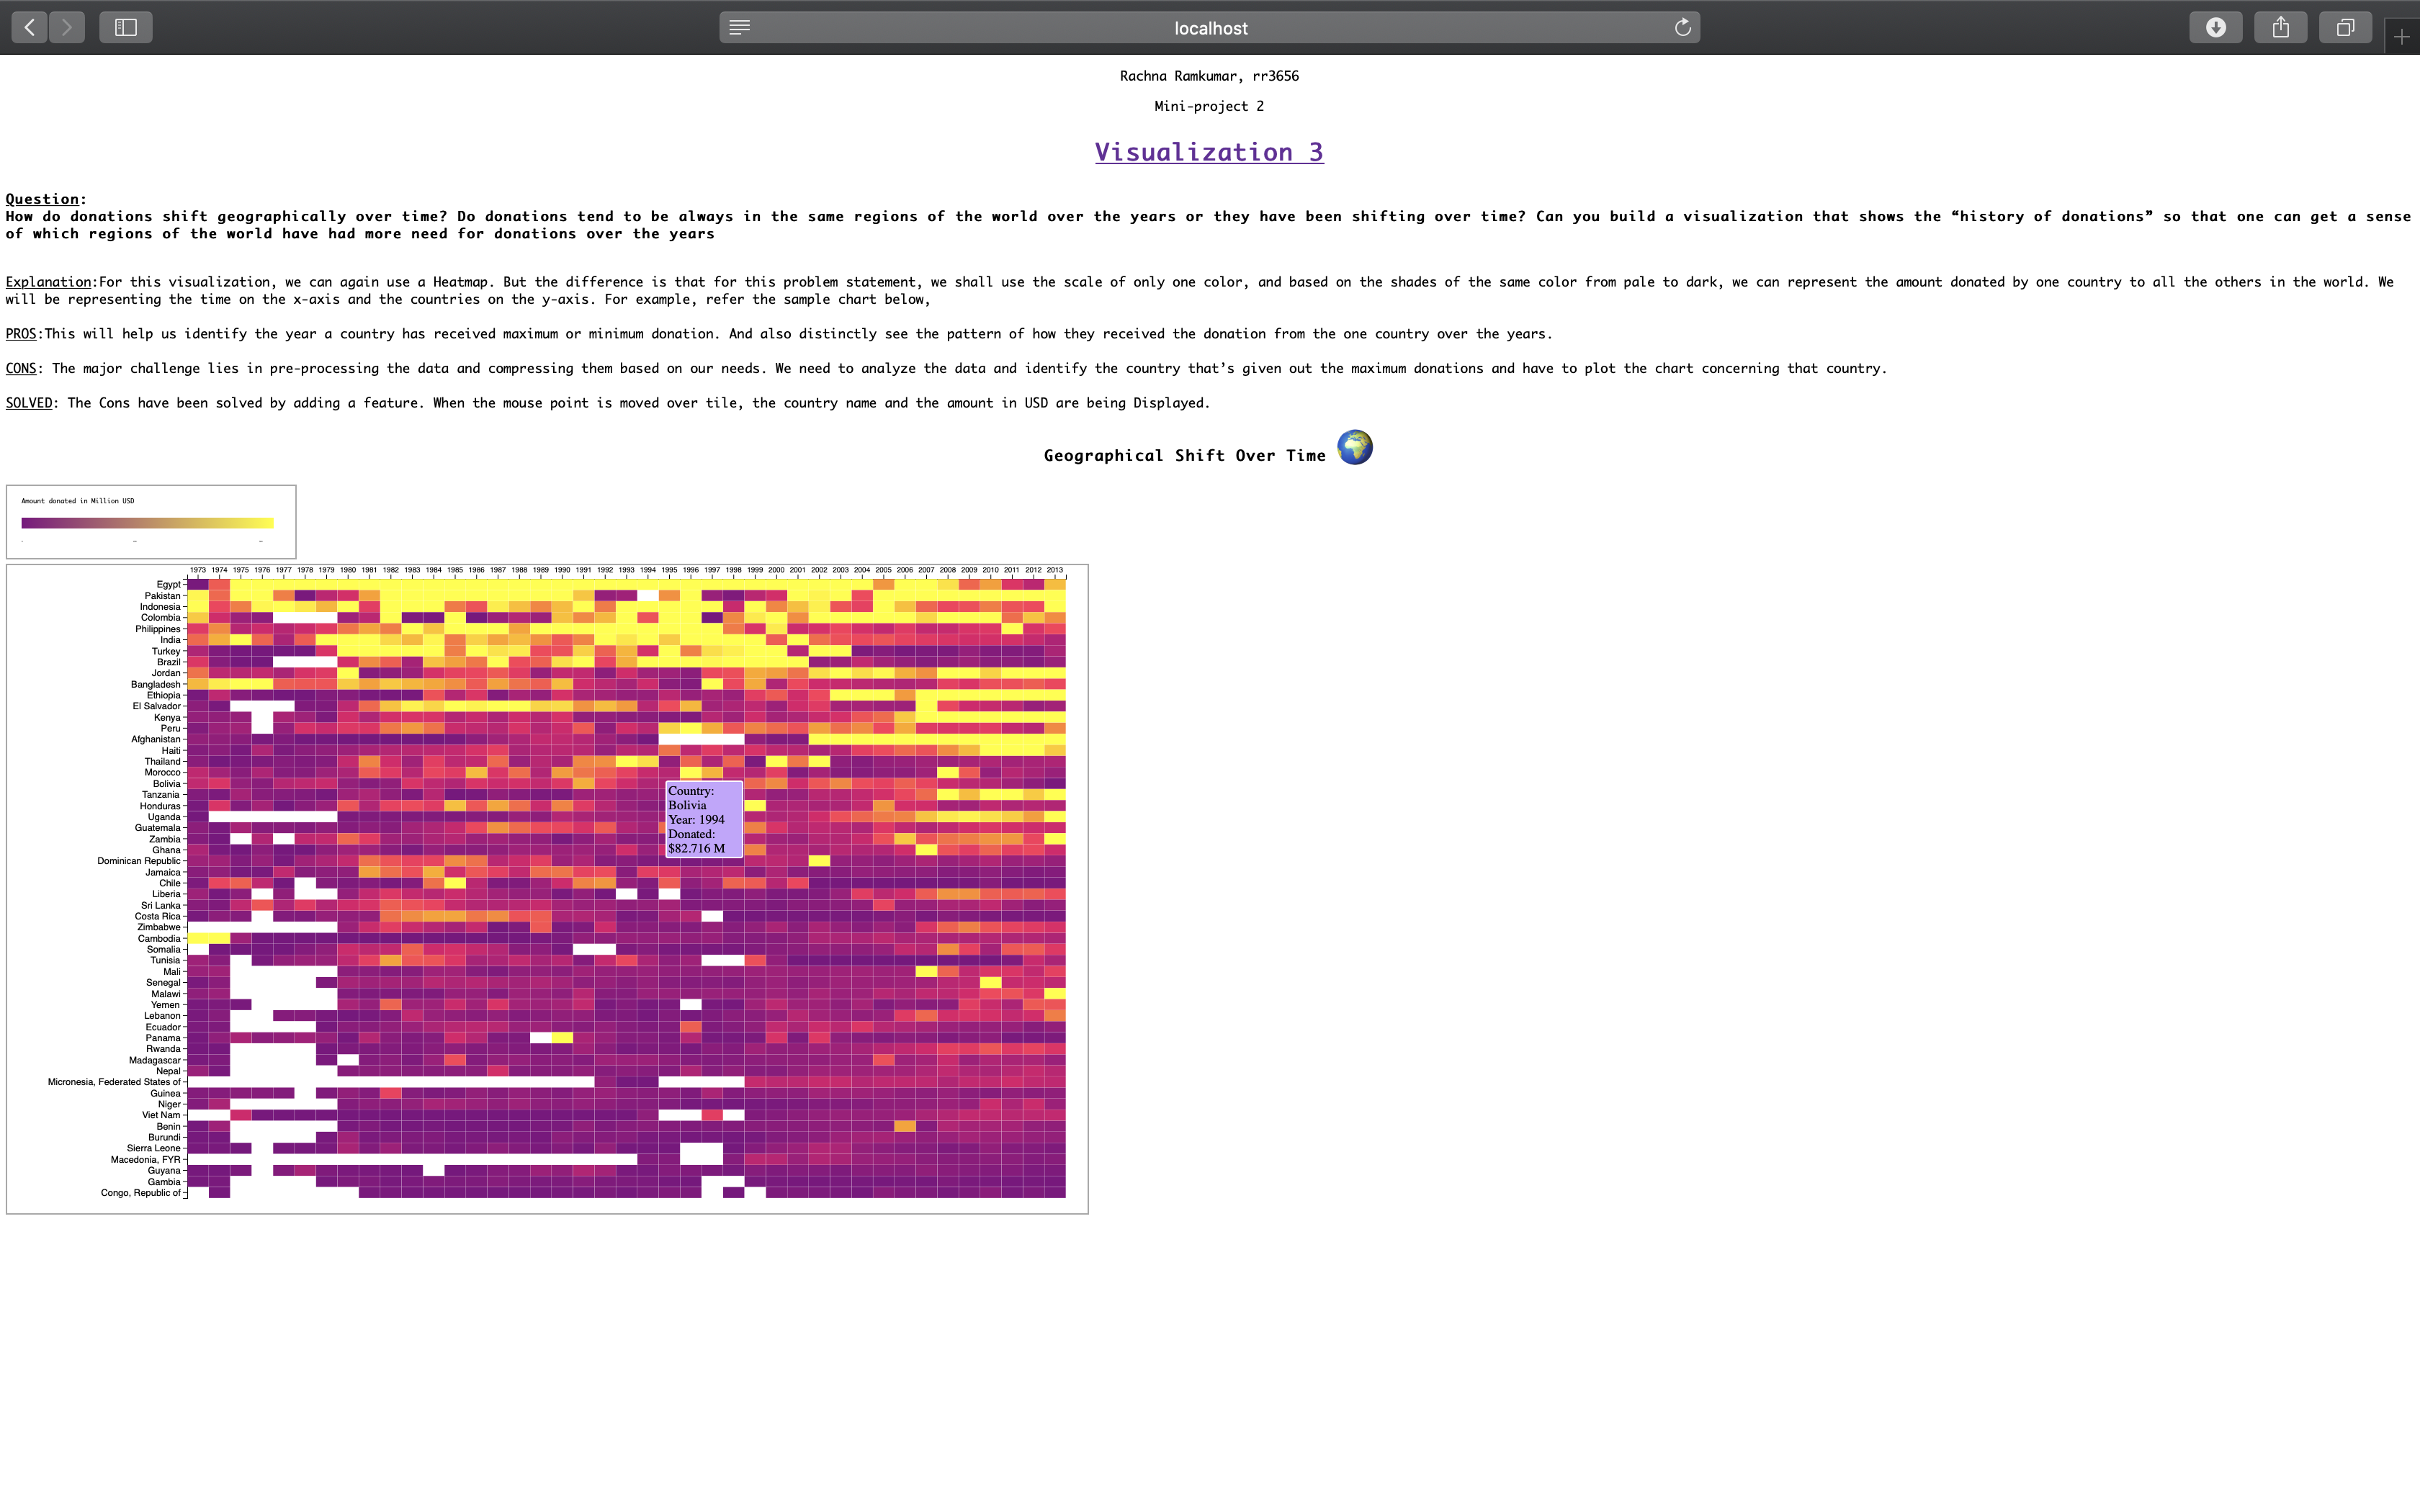 localhost
Rachna Ramkumar, rr3656
Mini-project 2
Visualization 3
Question:
How do donations shift geographically over time? Do donations tend to be always in the same regions of the world over the years or they have been shifting over time? Can you build a visualization that shows the “history of donations” so that one can get a sense
of which regions of the world have had more need for donations over the years
Explanation:For this visualization, we can again use a Heatmap. But the difference is that for this problem statement, we shall use the scale of only one color, and based on the shades of the same color from pale to dark, we can represent the amount donated by one country to all the others in the world. We
will be representing the time on the x-axis and the countries on the y-axis. For example, refer the sample chart below,
PROS:This will help us identify the year a country has received maximum or minimum donation. And also distinctly see the pattern of how they received the donation from the one country over the years.
CONS: The major challenge lies in pre-processing the data and compressing them based on our needs. We need to analyze the data and identify the country that’s given out the maximum donations and have to plot the chart concerning that country.
SOLVED: The Cons have been solved by adding a feature. When the mouse point is moved over tile, the country name and the amount in USD are being Displayed.
Geographical Shift Over Time
Amount donated in Million USD
1973 1974 1975 1976 1977 1978 1979 1980 1981 1982 1983 1984 1985 1986 1987 1988 1989 1990 1991 1992 1993 1994 1995 1996 1997 1998 1999 2000 2001 2002 2003 2004 2005 2006 2007 2008 2009 2010 2011 2012 2013
Egypt
Pakistan
Indonesia
Colombia
Philippines
India
Turkey
Brazil
Jordan
Bangladesh
Ethiopia
El Salvador
Kenya
Peru
Afghanistan
Haiti
Thailand
Morocco
Bolivia
Tanzania
Honduras
Uganda
Guatemala
Zambia
Ghana
Dominican Republic
Jamaica
Chile
Liberia
Sri Lanka
Costa Rica
Zimbabwe
Cambodia
Somalia
Tunisia
Mali
Senegal
Malawi
Yemen
Lebanon
Ecuador
Panama
Rwanda
Madagascar
Nepal
Micronesia, Federated States of
Guinea
Niger
Viet Nam
Benin
Burundi
Sierra Leone
Macedonia, FYR
Guyana
Gambia
Congo, Republic of
Country:
Bolivia
Year: 1994
Donated:
$82.716 M